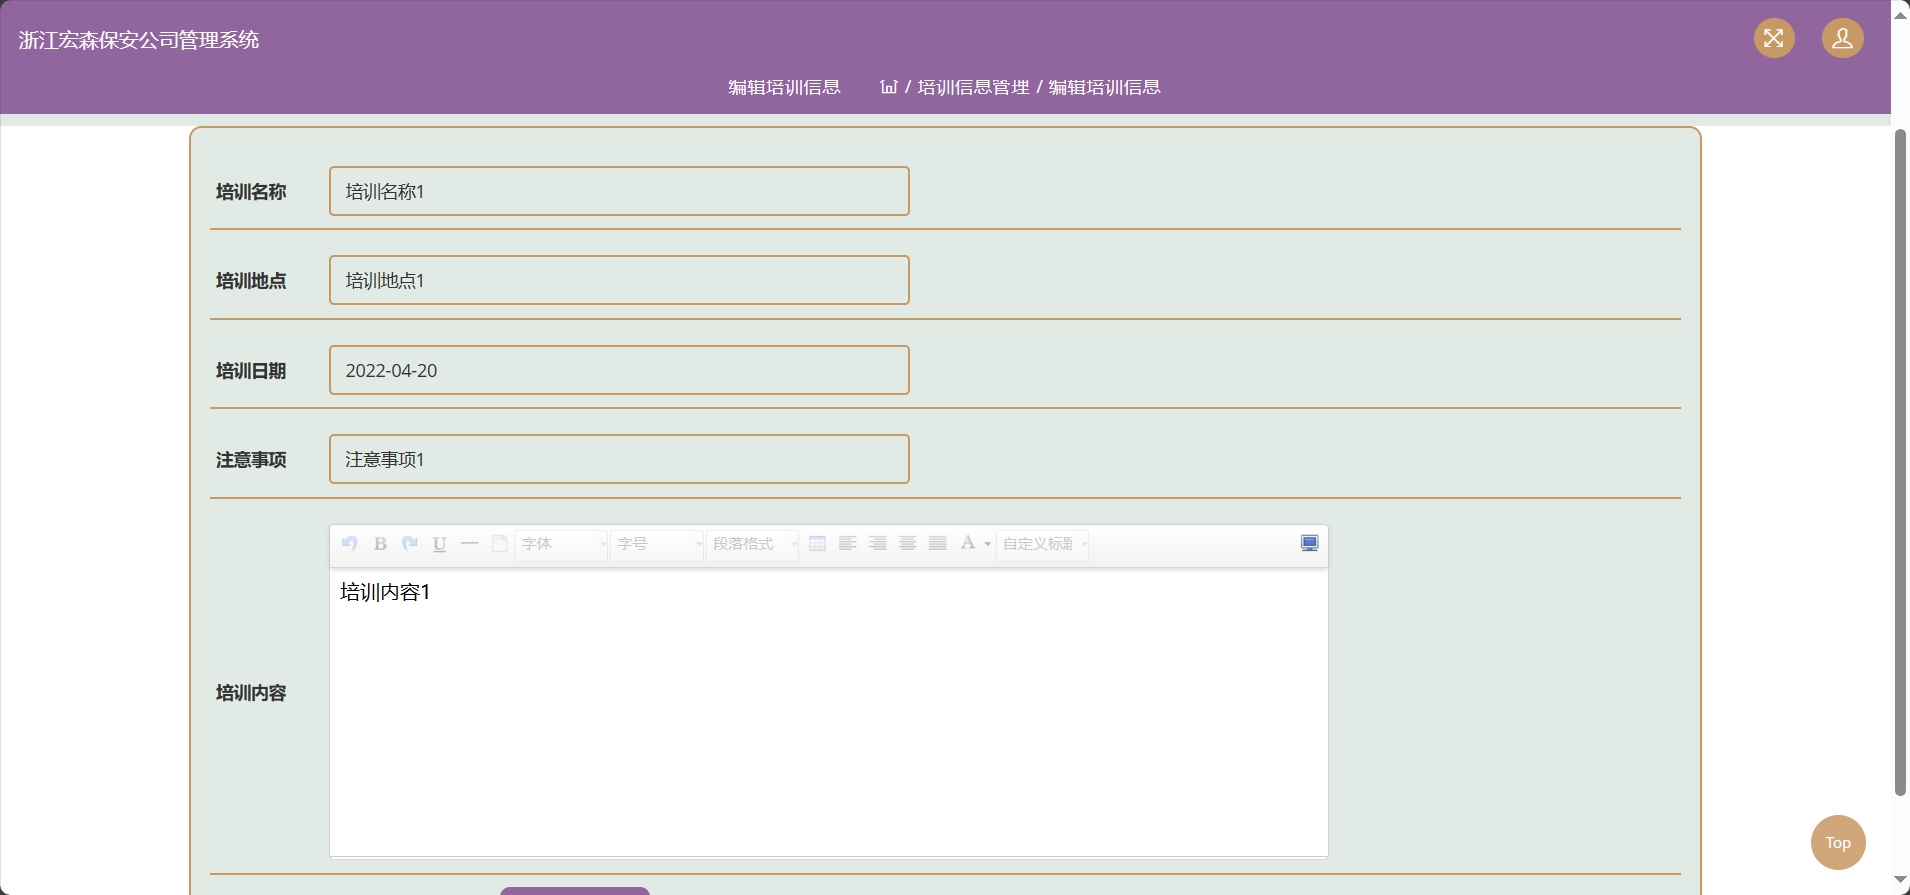 浙江宏森保安公司管理系统
编辑培训信息 / 培训信息管理 / 编辑培训信息
培训名称 培训名称1
培训地点 培训地点1
培训日期 2022-04-20
注意事项 注意事项1
B U 字体 字号 段落格式 A 自定义标题
培训内容1
培训内容
Top